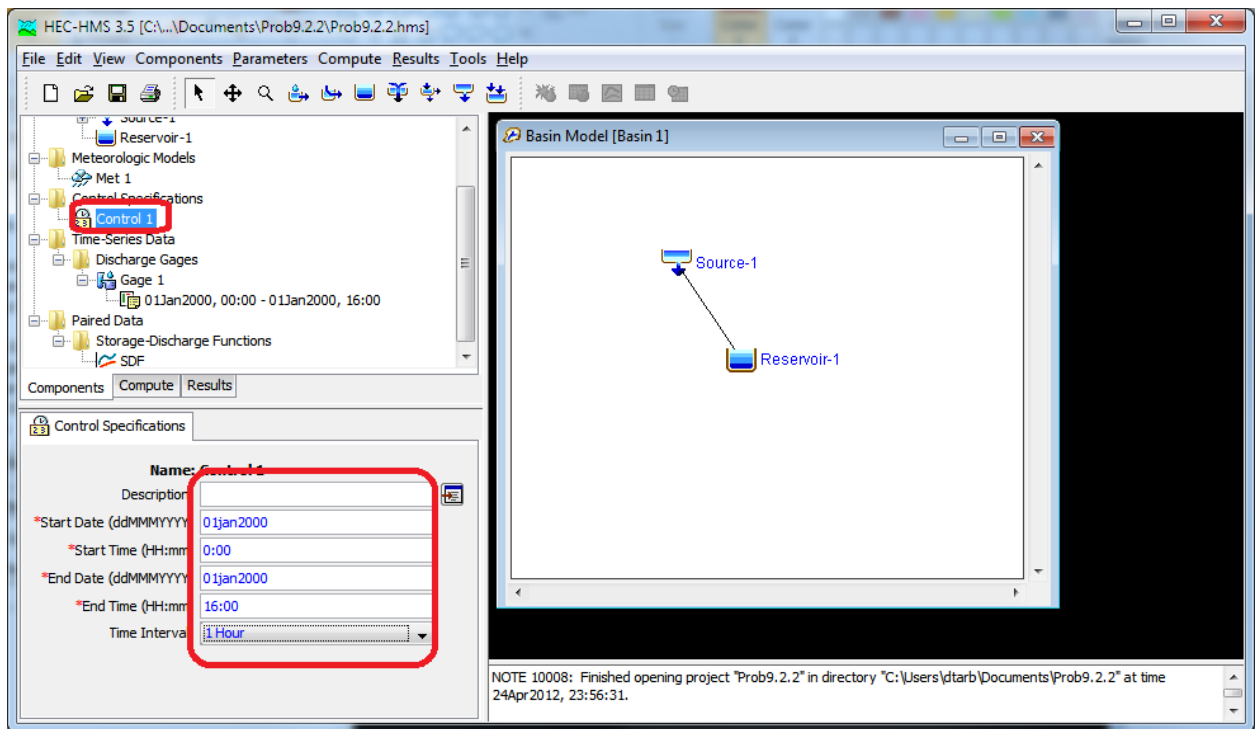 HEC-HMS 3.5 [C:\...\Documents\Prob9.2.2\Prob9.2.2.hms]
File Edit View Components Parameters Compute Results Tools Help
Source-1
Reservoir-1
Meteorologic Models
Met 1
Control Specifications
Control 1
Time-Series Data
Discharge Gages
Gage 1
01Jan2000, 00:00 - 01Jan2000, 16:00
Paired Data
Storage-Discharge Functions
SDF
Components Compute Results
Control Specifications
Name: Control 1
Description
*Start Date (ddMMMYYYY 01jan2000
*Start Time (HH:mm 0:00
*End Date (ddMMMYYYY 01jan2000
*End Time (HH:mm 16:00
Time Interval 1 Hour
Basin Model [Basin 1]
Source-1
Reservoir-1
NOTE 10008: Finished opening project "Prob9.2.2" in directory "C:\Users\dtarb\Documents\Prob9.2.2" at time
24Apr2012, 23:56:31.